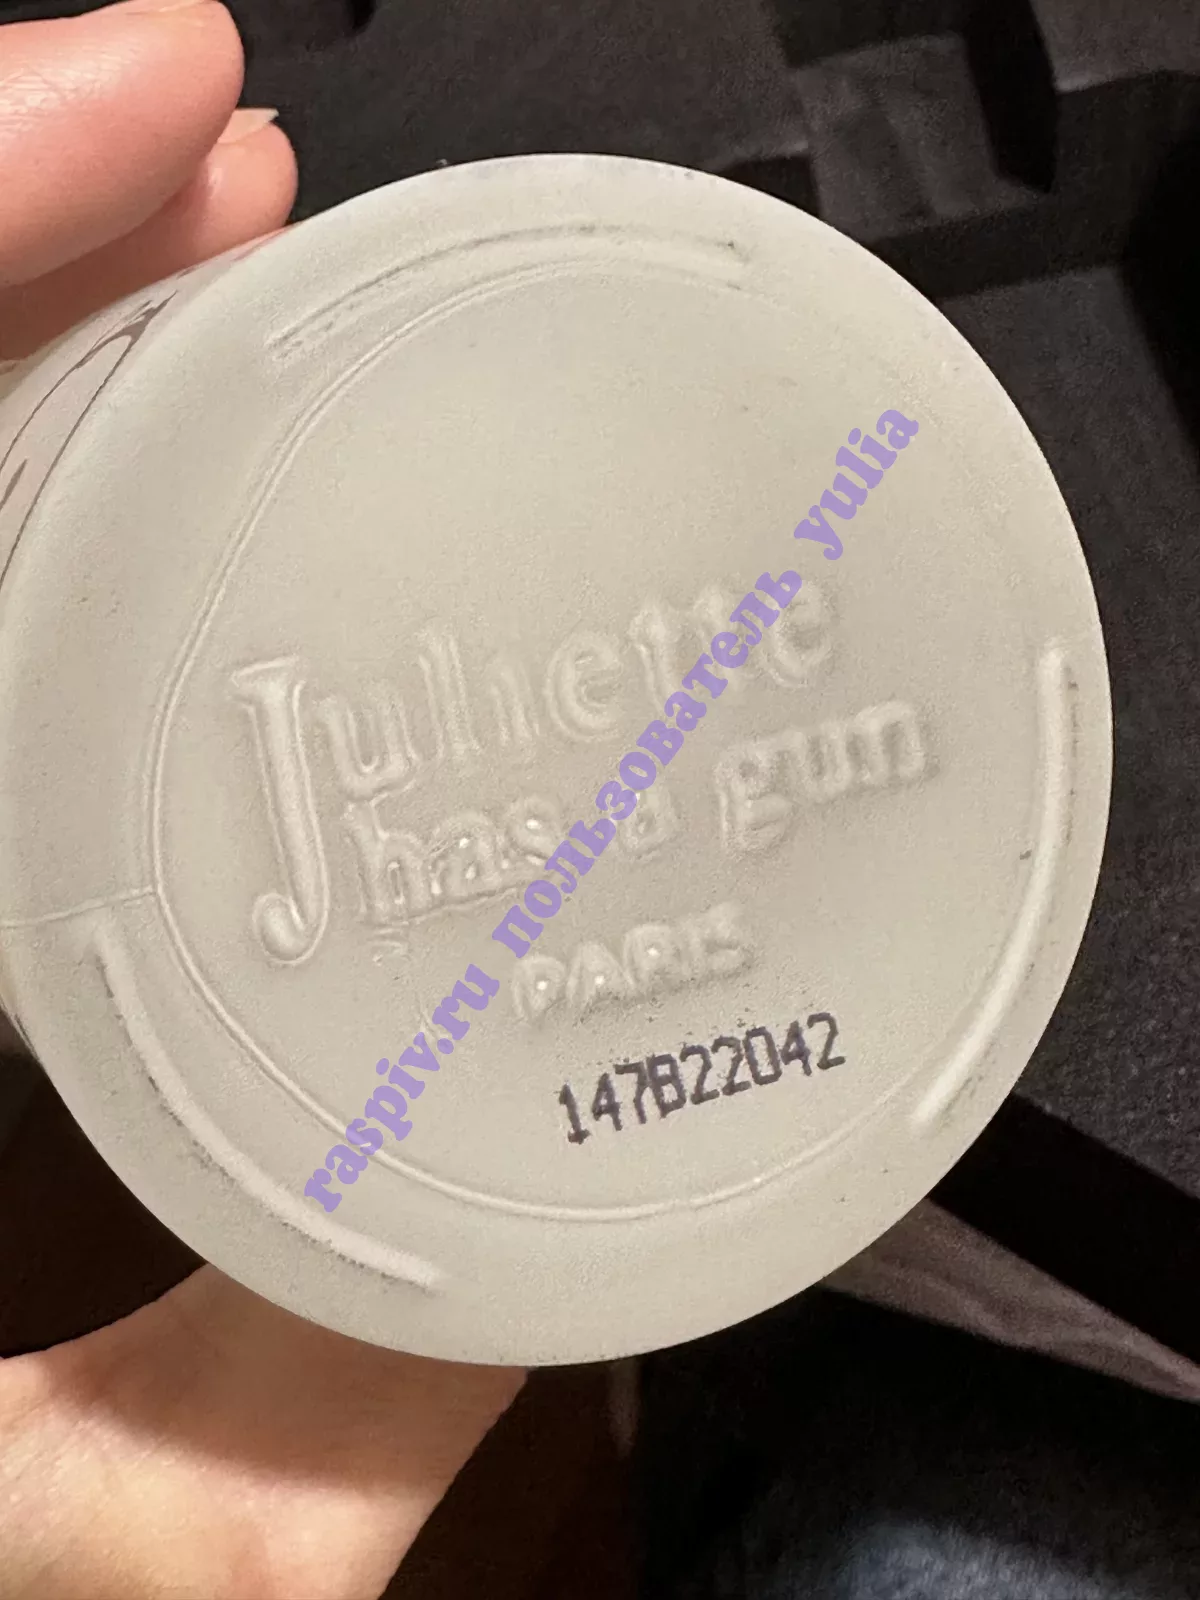 Juliette
has a gun
PARIS
147B22042
raspiv.ru пользователь yulia